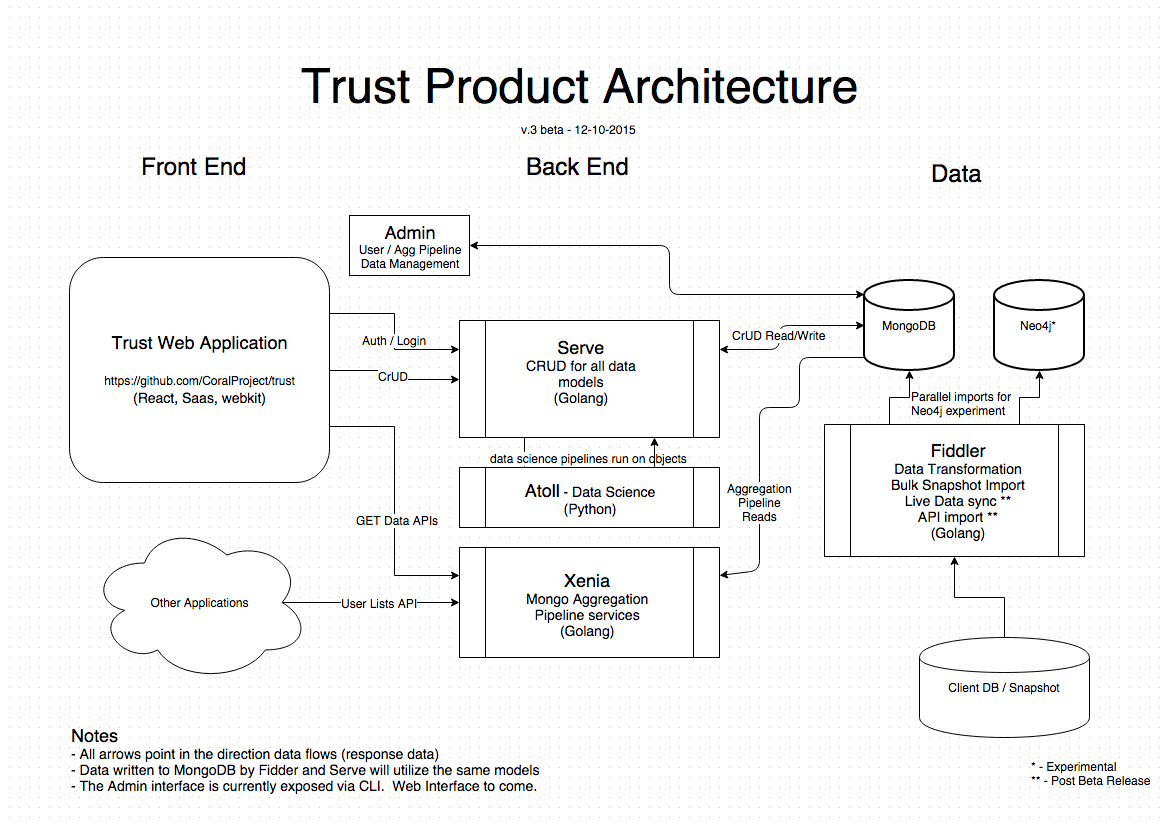 Trust Product Architecture
v.3 beta - 12-10-2015
Front End
Back End
Data
Admin
User / Agg Pipeline
Data Management
Trust Web Application
https://github.com/CoralProject/trust
(React, Saas, webkit)
Auth / Login
CrUD
Serve
CRUD for all data
models
(Golang)
CrUD Read/Write
MongoDB
Neo4j*
Parallel imports for
Neo4j experiment
data science pipelines run on objects
Atoll - Data Science
(Python)
Aggregation
Pipeline
Reads
Fiddler
Data Transformation
Bulk Snapshot Import
Live Data sync **
API import **
(Golang)
GET Data APIs
Other Applications
User Lists API
Xenia
Mongo Aggregation
Pipeline services
(Golang)
Client DB / Snapshot
Notes
- All arrows point in the direction data flows (response data)
- Data written to MongoDB by Fidder and Serve will utilize the same models
- The Admin interface is currently exposed via CLI.  Web Interface to come.
* - Experimental
** - Post Beta Release